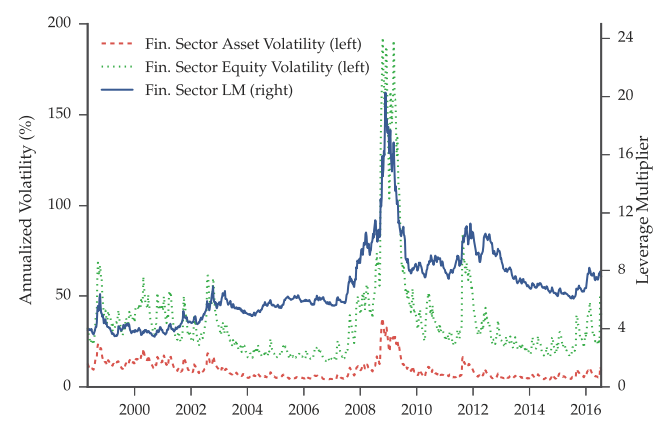 200
150
100
50
0
Annualized Volatility (%)
Fin. Sector Asset Volatility (left)
Fin. Sector Equity Volatility (left)
Fin. Sector LM (right)
24
20
16
12
8
4
0
Leverage Multiplier
2000 2002 2004 2006 2008 2010 2012 2014 2016